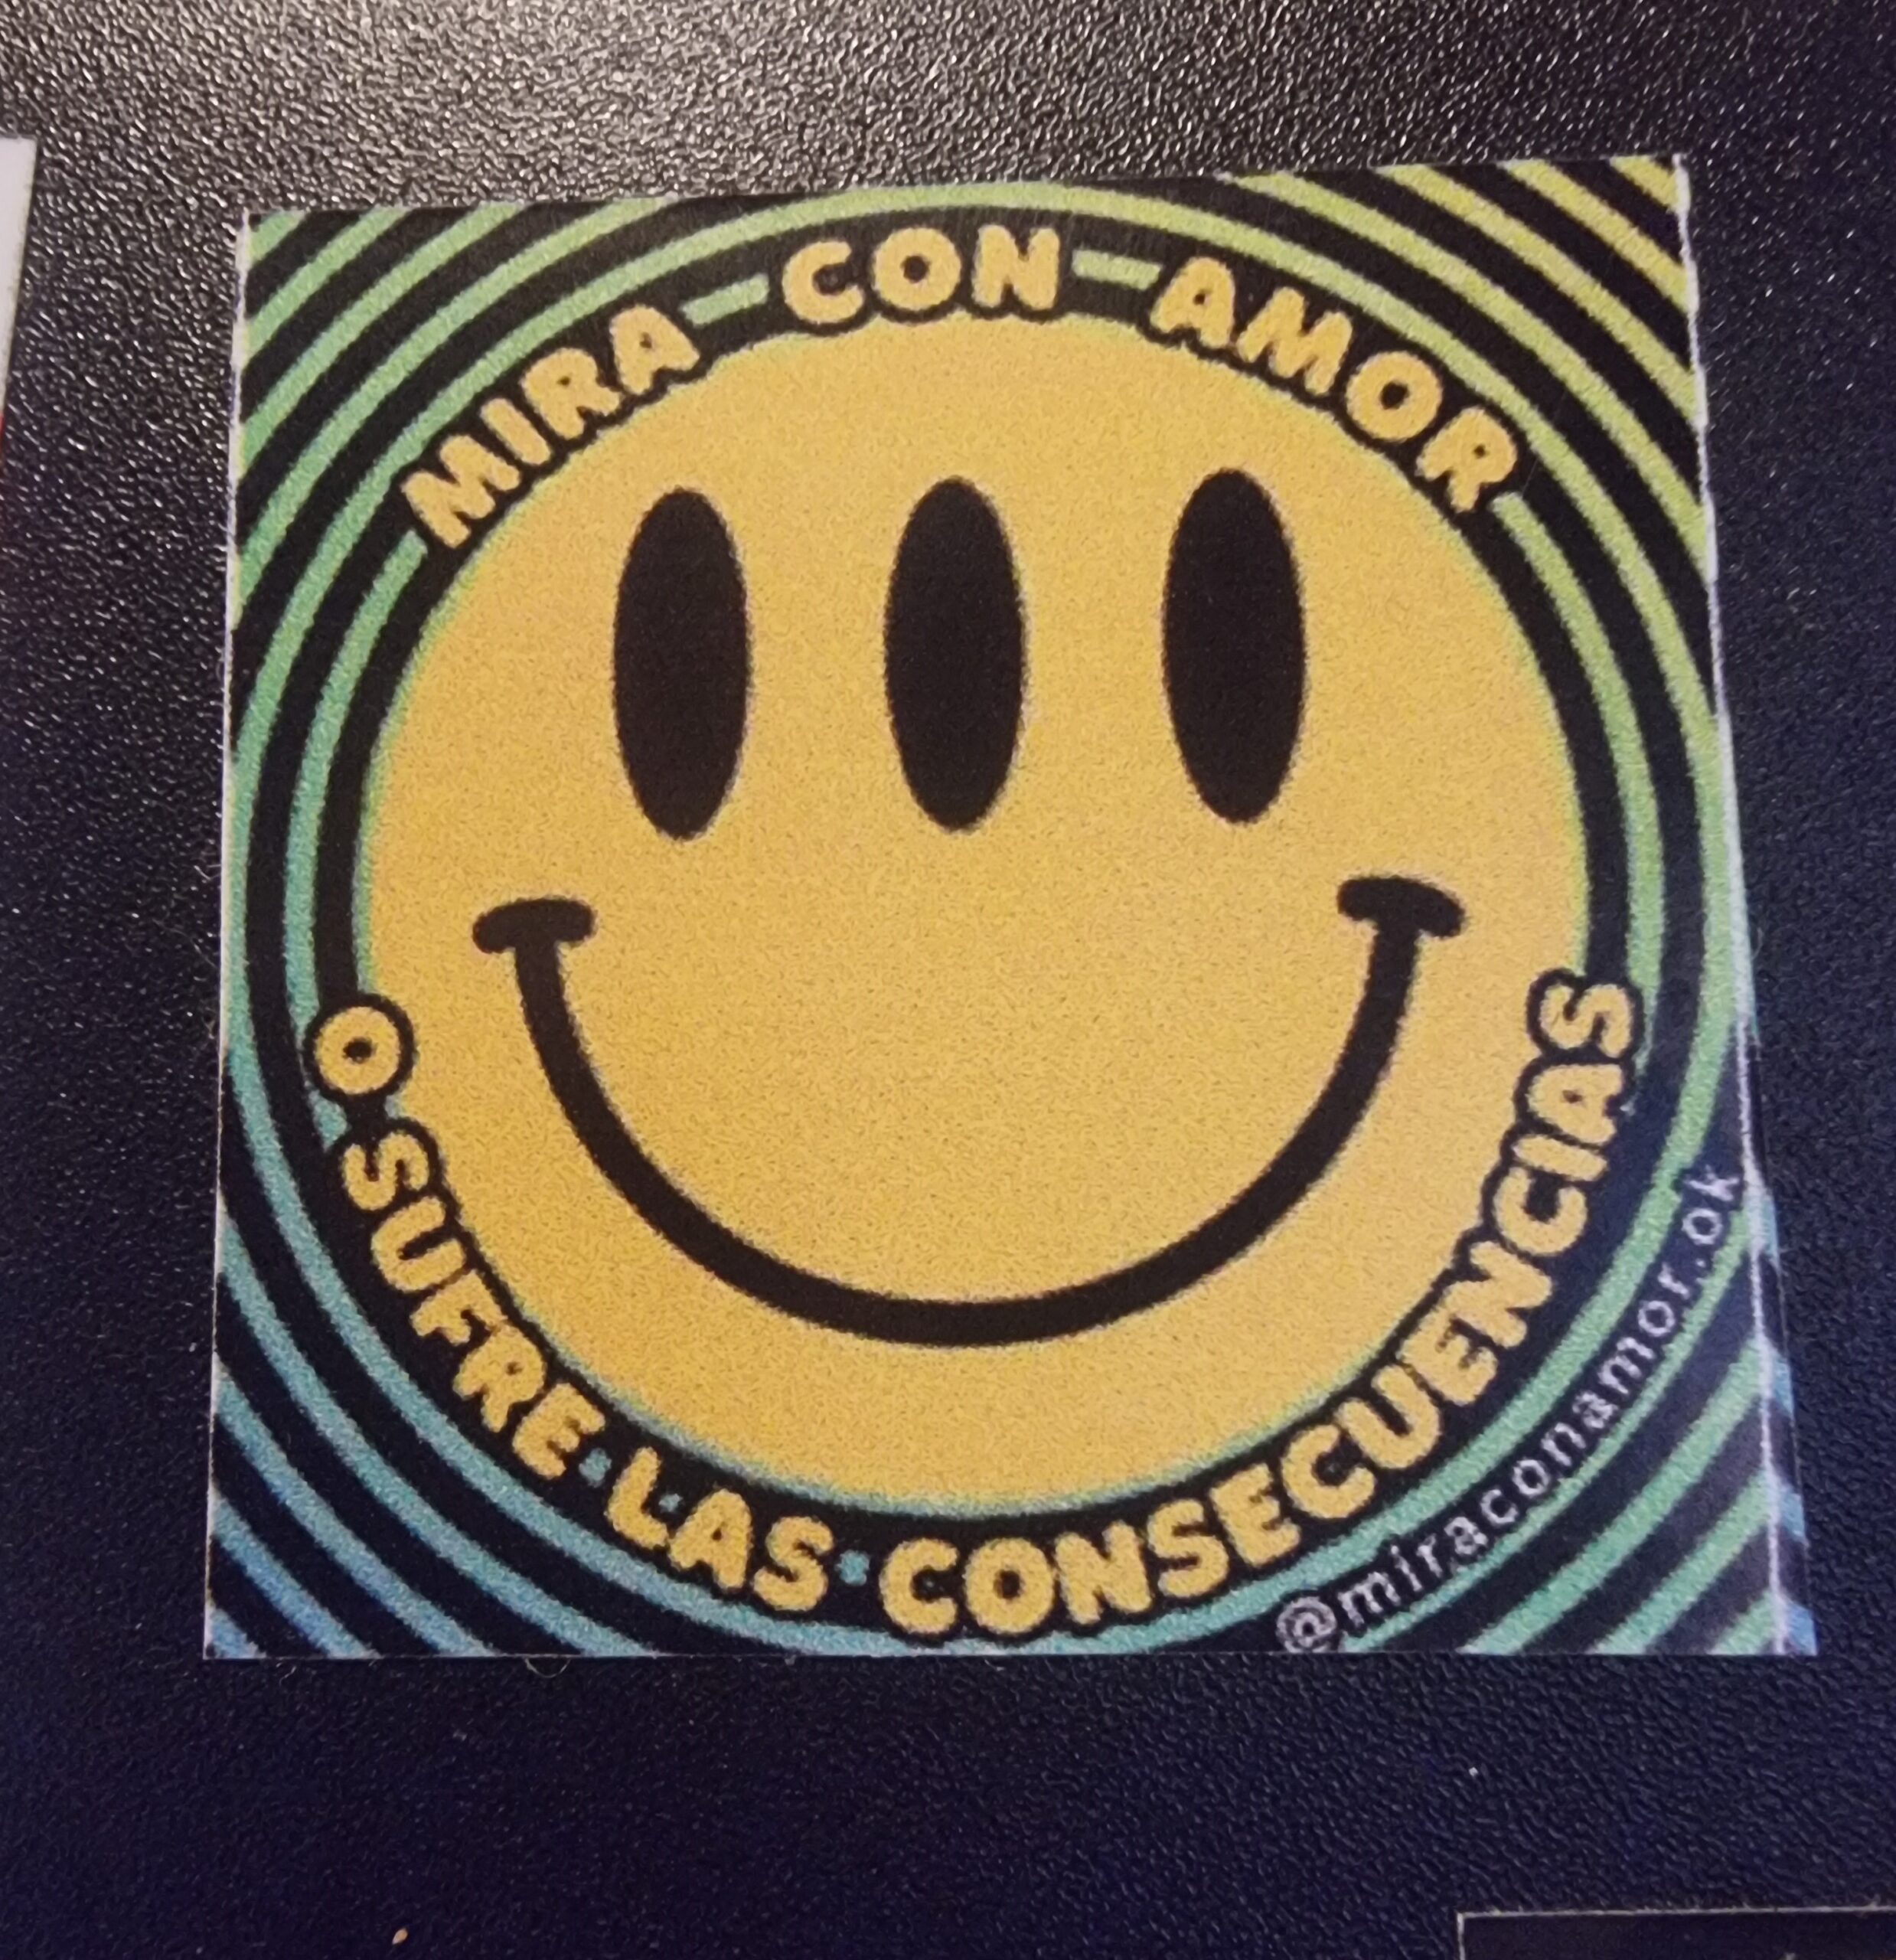 MIRA CON AMOR
O SUFRE LAS CONSECUENCIAS
@miraconamor.ok